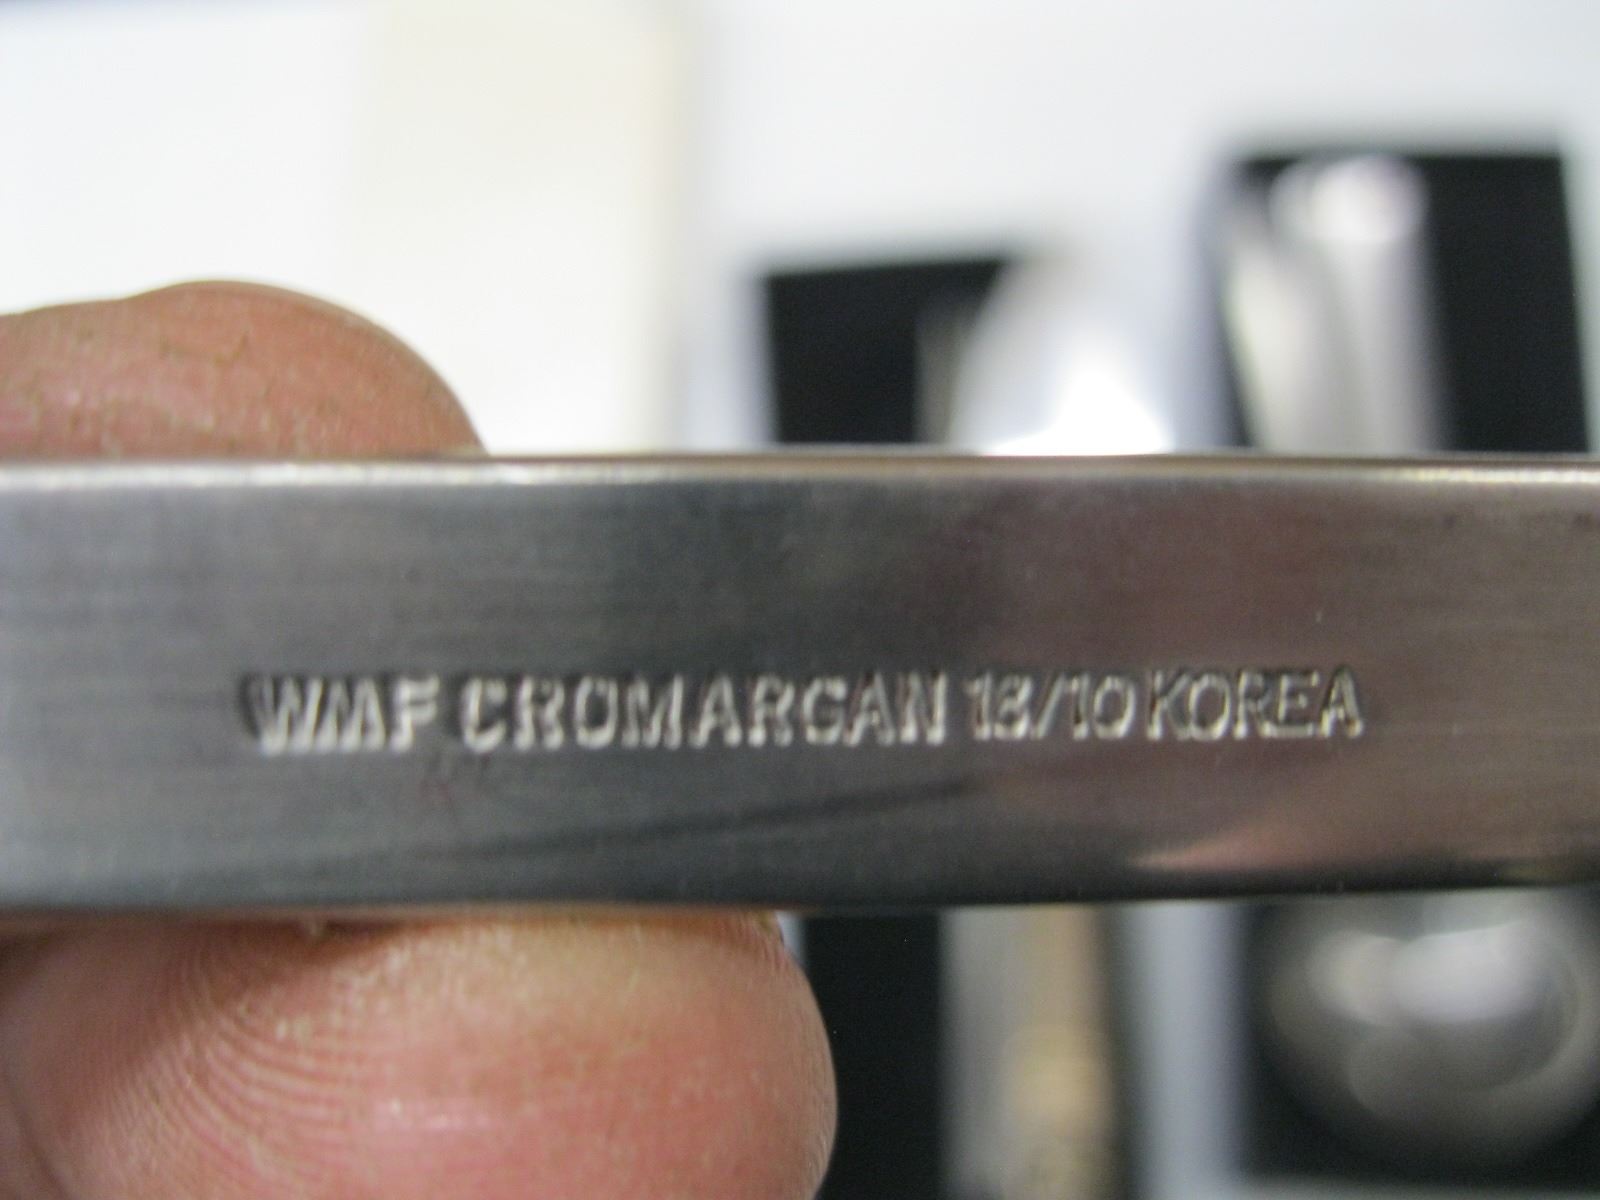 WMF CROMARGAN 18/10 KOREA